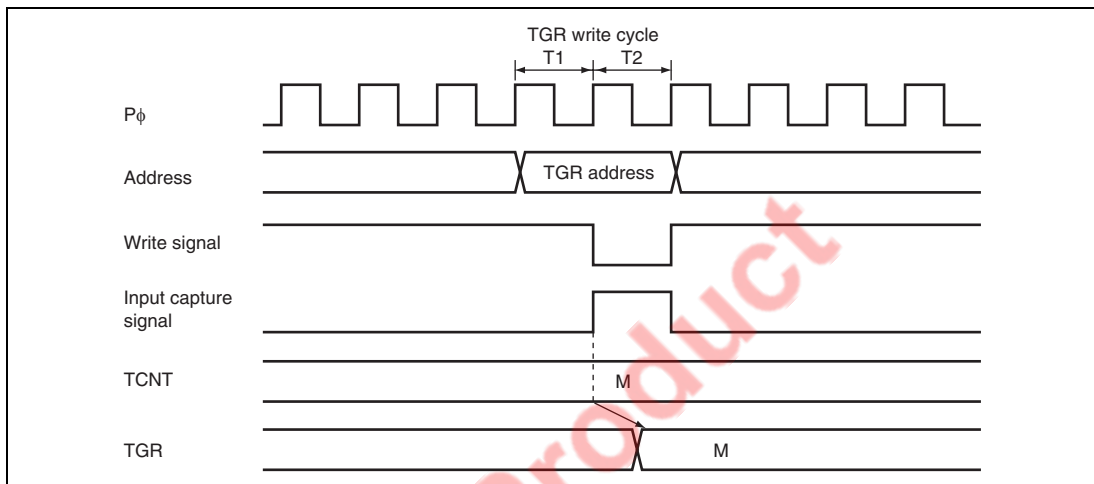 TGR write cycle
T1 T2
Pϕ
Address
TGR address
Write signal
Input capture
signal
TCNT
M
TGR
M
Product